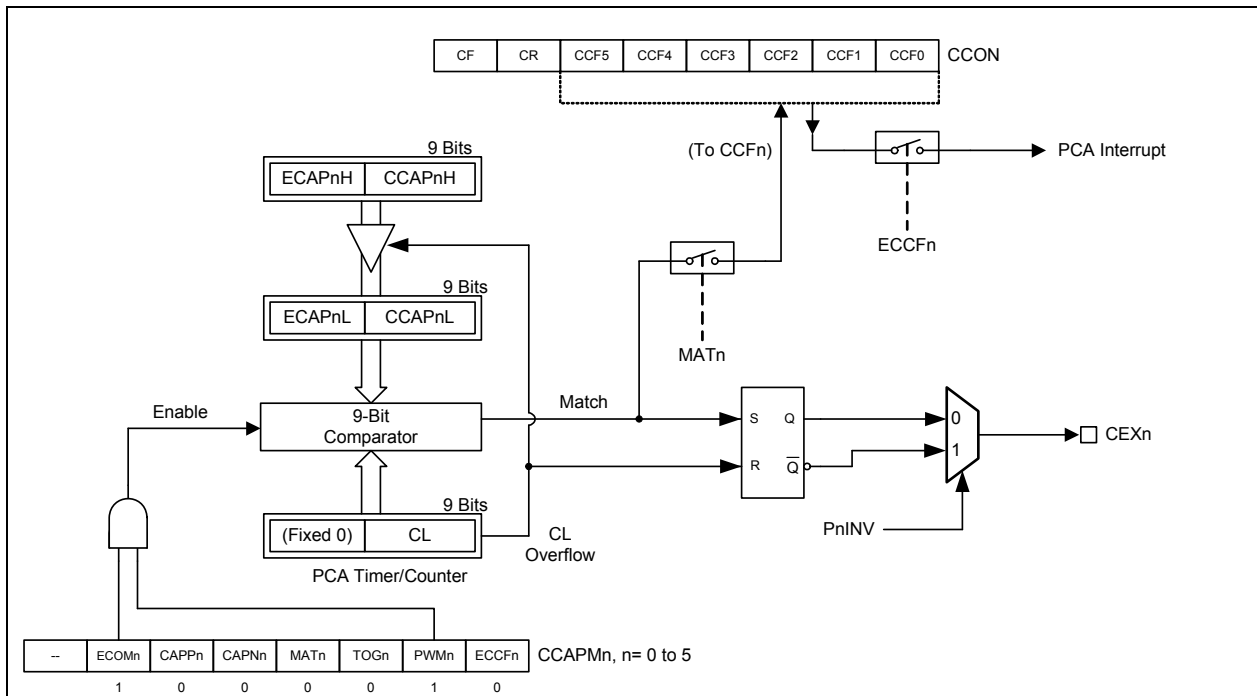 CF CR CCF5 CCF4 CCF3 CCF2 CCF1 CCF0 CCON
(To CCFn)
PCA Interrupt
ECCFn
9 Bits
ECAPnH CCAPnH
9 Bits
ECAPnL CCAPnL
MATn
Enable
9-Bit
Comparator
Match
S Q
R Q
0
1
CEXn
PnINV
9 Bits
(Fixed 0) CL
CL
Overflow
PCA Timer/Counter
-- ECOMn CAPPn CAPNn MATn TOGn PWMn ECCFn CCAPMn, n= 0 to 5
1 0 0 0 0 1 0